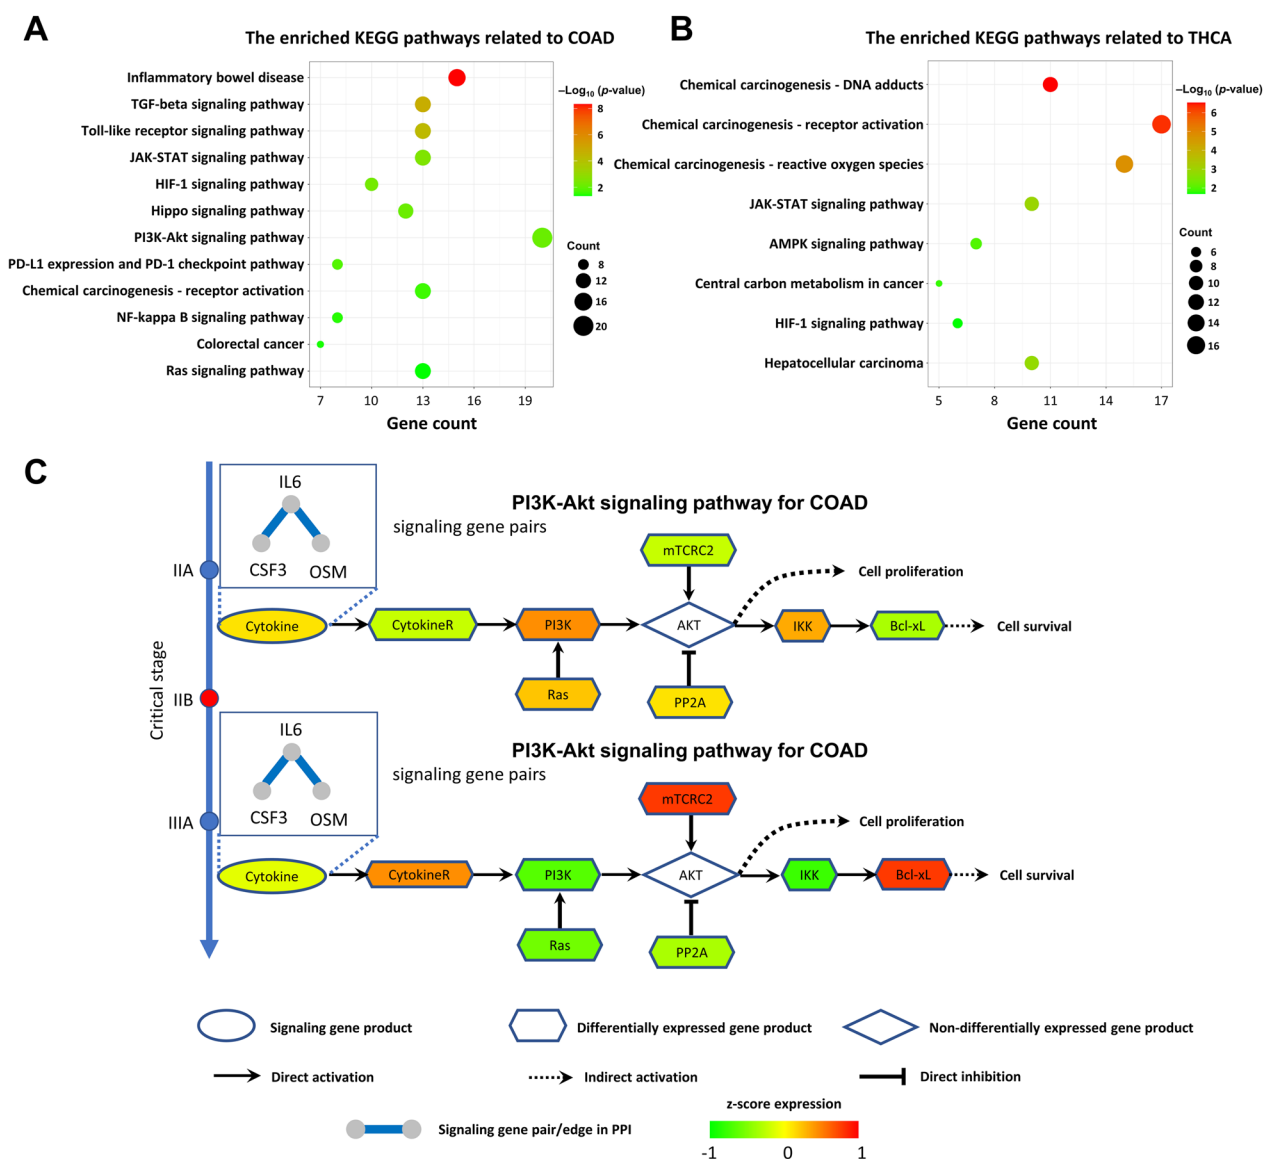 A
The enriched KEGG pathways related to COAD
Inflammatory bowel disease
TGF-beta signaling pathway
Toll-like receptor signaling pathway
JAK-STAT signaling pathway
HIF-1 signaling pathway
Hippo signaling pathway
PI3K-Akt signaling pathway
PD-L1 expression and PD-1 checkpoint pathway
Chemical carcinogenesis - receptor activation
NF-kappa B signaling pathway
Colorectal cancer
Ras signaling pathway
7 10 13 16 19
Gene count
−Log10 (p-value)
8
6
4
2
Count
8
12
16
20
B
The enriched KEGG pathways related to THCA
Chemical carcinogenesis - DNA adducts
Chemical carcinogenesis - receptor activation
Chemical carcinogenesis - reactive oxygen species
JAK-STAT signaling pathway
AMPK signaling pathway
Central carbon metabolism in cancer
HIF-1 signaling pathway
Hepatocellular carcinoma
5 8 11 14 17
Gene count
−Log10 (p-value)
6
5
4
3
2
Count
6
8
10
12
14
16
C
Critical stage
IIA
IIB
IIIA
IL6
CSF3 OSM
signaling gene pairs
PI3K-Akt signaling pathway for COAD
mTCRC2
Cell proliferation
Cytokine CytokineR PI3K AKT IKK Bcl-xL Cell survival
Ras PP2A
IL6
CSF3 OSM
signaling gene pairs
PI3K-Akt signaling pathway for COAD
mTCRC2
Cell proliferation
Cytokine CytokineR PI3K AKT IKK Bcl-xL Cell survival
Ras PP2A
Signaling gene product Differentially expressed gene product Non-differentially expressed gene product
Direct activation Indirect activation Direct inhibition
Signaling gene pair/edge in PPI
z-score expression
-1 0 1